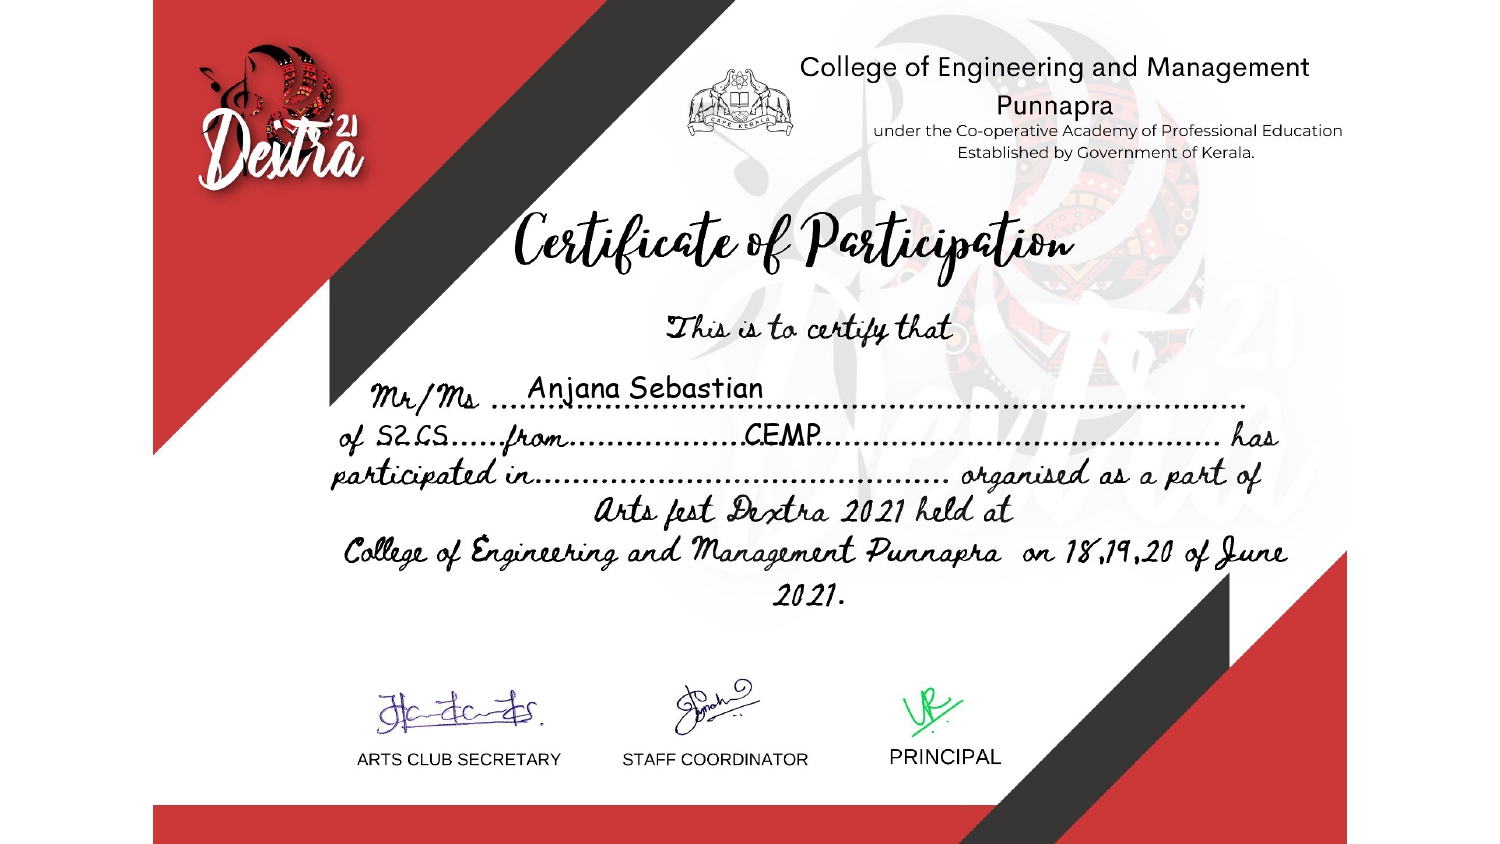 Dextra 21
College of Engineering and Management
Punnapra
under the Co-operative Academy of Professional Education
Established by Government of Kerala.
CAPE KERALA
Certificate of Participation
This is to certify that
Mr/Ms ....Anjana Sebastian....
of S2 CS......from...................CEMP.......................................... has
participated in............................................ organised as a part of
Arts fest Dextra 2021 held at
College of Engineering and Management Punnapra on 18,19,20 of June
2021.
ARTS CLUB SECRETARY
STAFF COORDINATOR
PRINCIPAL